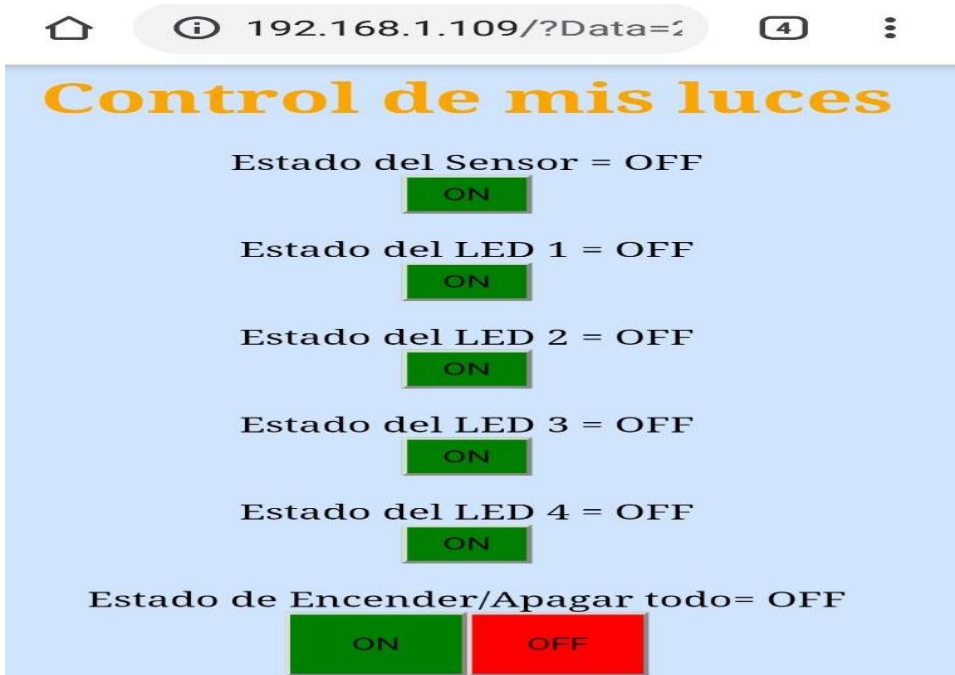 192.168.1.109/?Data=2 4
Control de mis luces
Estado del Sensor = OFF
ON
Estado del LED 1 = OFF
ON
Estado del LED 2 = OFF
ON
Estado del LED 3 = OFF
ON
Estado del LED 4 = OFF
ON
Estado de Encender/Apagar todo= OFF
ON OFF